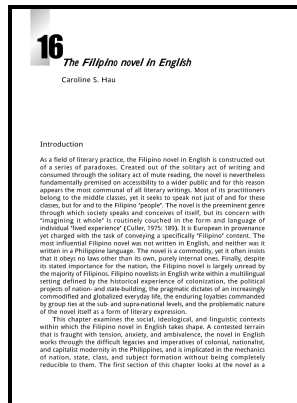 16
The Filipino novel in English
Caroline S. Hau
Introduction
As a field of literary practice, the Filipino novel in English is constructed out
of a series of paradoxes. Created out of the solitary act of writing and
consumed through the solitary act of mute reading, the novel is nevertheless
fundamentally premised on accessibility to a wider public and for this reason
appears the most communal of all literary writings. Most of its practitioners
belong to the middle classes, yet it seeks to speak not just of and for these
classes, but for and to the Filipino "people". The novel is the preeminent genre
through which society speaks and conceives of itself, but its concern with
"imagining it whole" is routinely couched in the form and language of
individual "lived experience" (Culler, 1975: 189). It is European in provenance
yet charged with the task of conveying a specifically "Filipino" content. The
most influential Filipino novel was not written in English, and neither was it
written in a Philippine language. The novel is a commodity, yet it often insists
that it obeys no laws other than its own, purely internal ones. Finally, despite
its stated importance for the nation, the Filipino novel is largely unread by
the majority of Filipinos. Filipino novelists in English write within a multilingual
setting defined by the historical experience of colonization, the political
projects of nation- and state-building, the pragmatic dictates of an increasingly
commodified and globalized everyday life, the enduring loyalties commanded
by group ties at the sub- and supra-national levels, and the problematic nature
of the novel itself as a form of literary expression.
This chapter examines the social, ideological, and linguistic contexts
within which the Filipino novel in English takes shape. A contested terrain
that is fraught with tension, anxiety, and ambivalence, the novel in English
works through the difficult legacies and imperatives of colonial, nationalist,
and capitalist modernity in the Philippines, and is implicated in the mechanics
of nation, state, class, and subject formation without being completely
reducible to them. The first section of this chapter looks at the novel as a